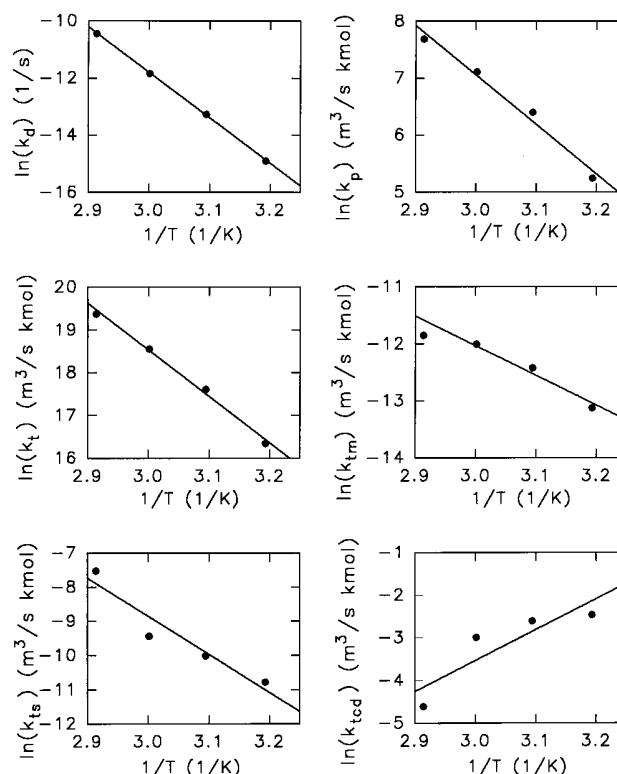 ln(k_d) (1/s)
-10
-12
-14
-16
2.9 3.0 3.1 3.2
1/T (1/K)
ln(k_p) (m³/s kmol)
8
7
6
5
2.9 3.0 3.1 3.2
1/T (1/K)
ln(k_t) (m³/s kmol)
20
19
18
17
16
2.9 3.0 3.1 3.2
1/T (1/K)
ln(k_tm) (m³/s kmol)
-11
-12
-13
-14
2.9 3.0 3.1 3.2
1/T (1/K)
ln(k_ts) (m³/s kmol)
-7
-8
-9
-10
-11
-12
2.9 3.0 3.1 3.2
1/T (1/K)
ln(k_tcd) (m³/s kmol)
-1
-2
-3
-4
-5
2.9 3.0 3.1 3.2
1/T (1/K)